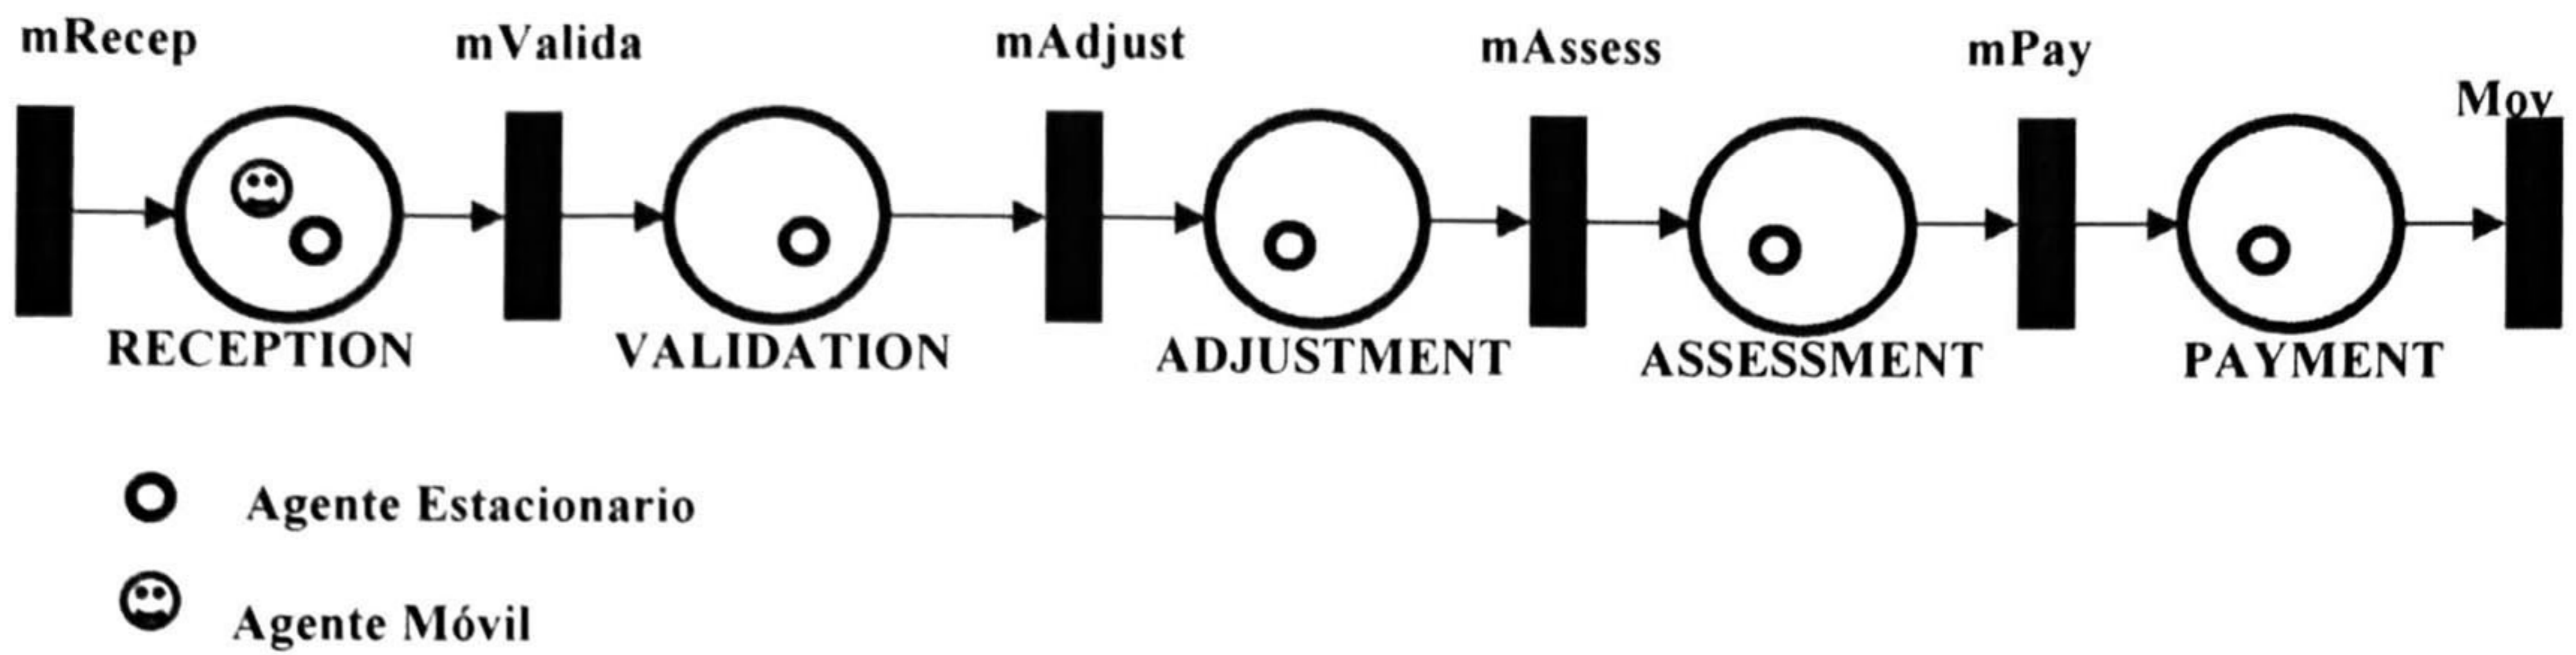 mRecep mValida mAdjust mAssess mPay Mov
RECEPTION VALIDATION ADJUSTMENT ASSESSMENT PAYMENT
Agente Estacionario
Agente Móvil